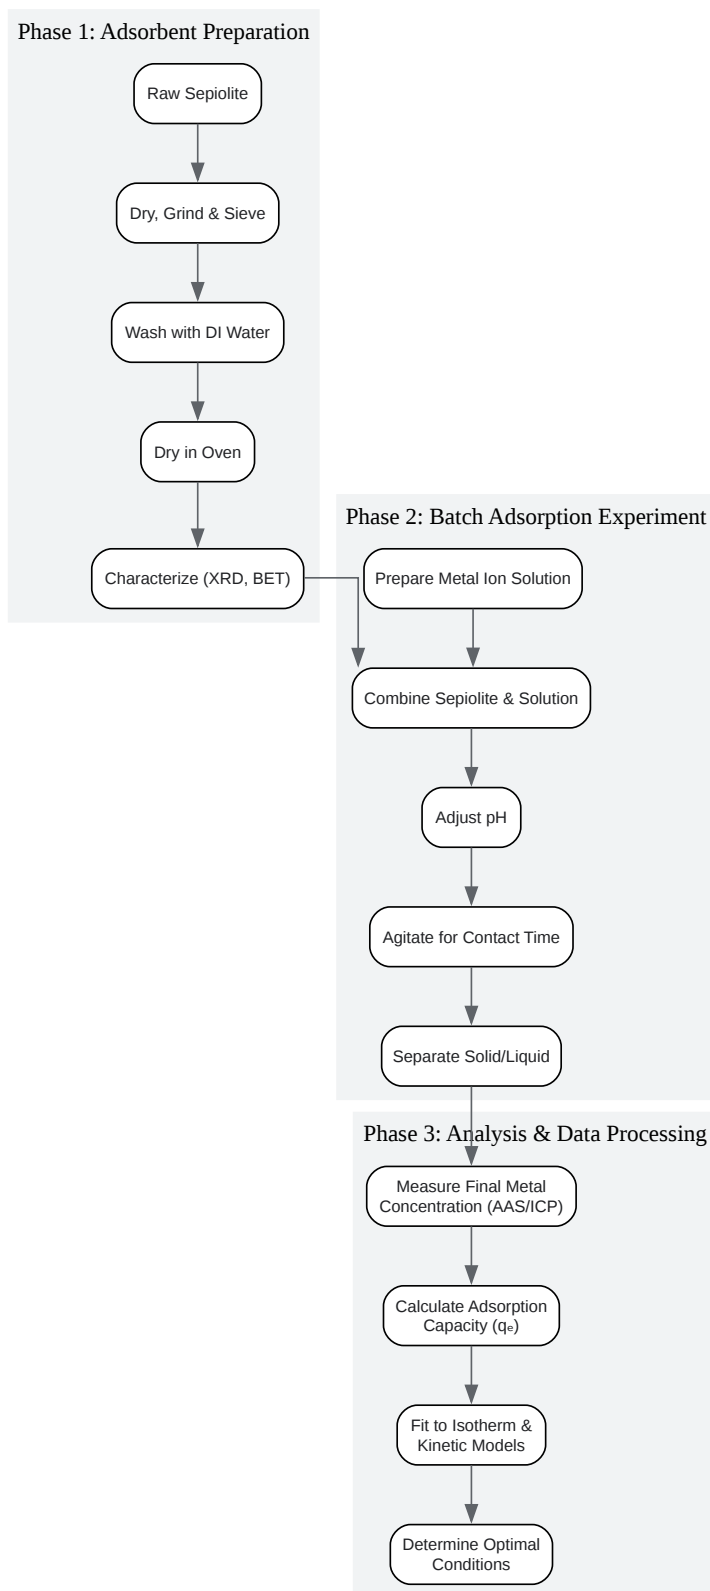 Phase 1: Adsorbent Preparation
Raw Sepiolite
Dry, Grind & Sieve
Wash with DI Water
Dry in Oven
Characterize (XRD, BET)
Phase 2: Batch Adsorption Experiment
Prepare Metal Ion Solution
Combine Sepiolite & Solution
Adjust pH
Agitate for Contact Time
Separate Solid/Liquid
Phase 3: Analysis & Data Processing
Measure Final Metal
Concentration (AAS/ICP)
Calculate Adsorption
Capacity (qₑ)
Fit to Isotherm &
Kinetic Models
Determine Optimal
Conditions